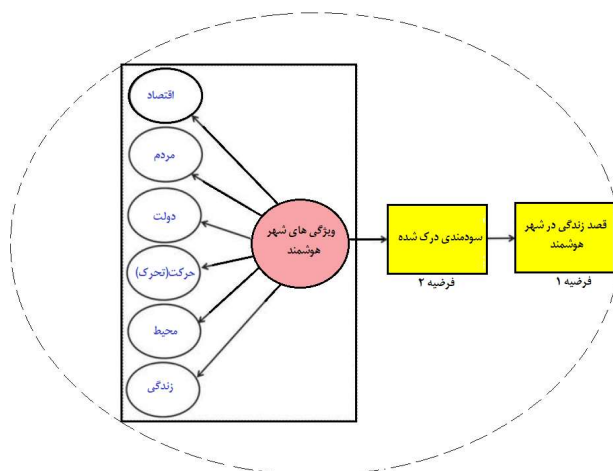 اقتصاد
مردم
دولت
حرکت(تحرک)
محیط
زندگی
ویژگی های شهر
هوشمند
سودمندی درک شده
فرضیه ۲
قصد زندگی در شهر
هوشمند
فرضیه ۱